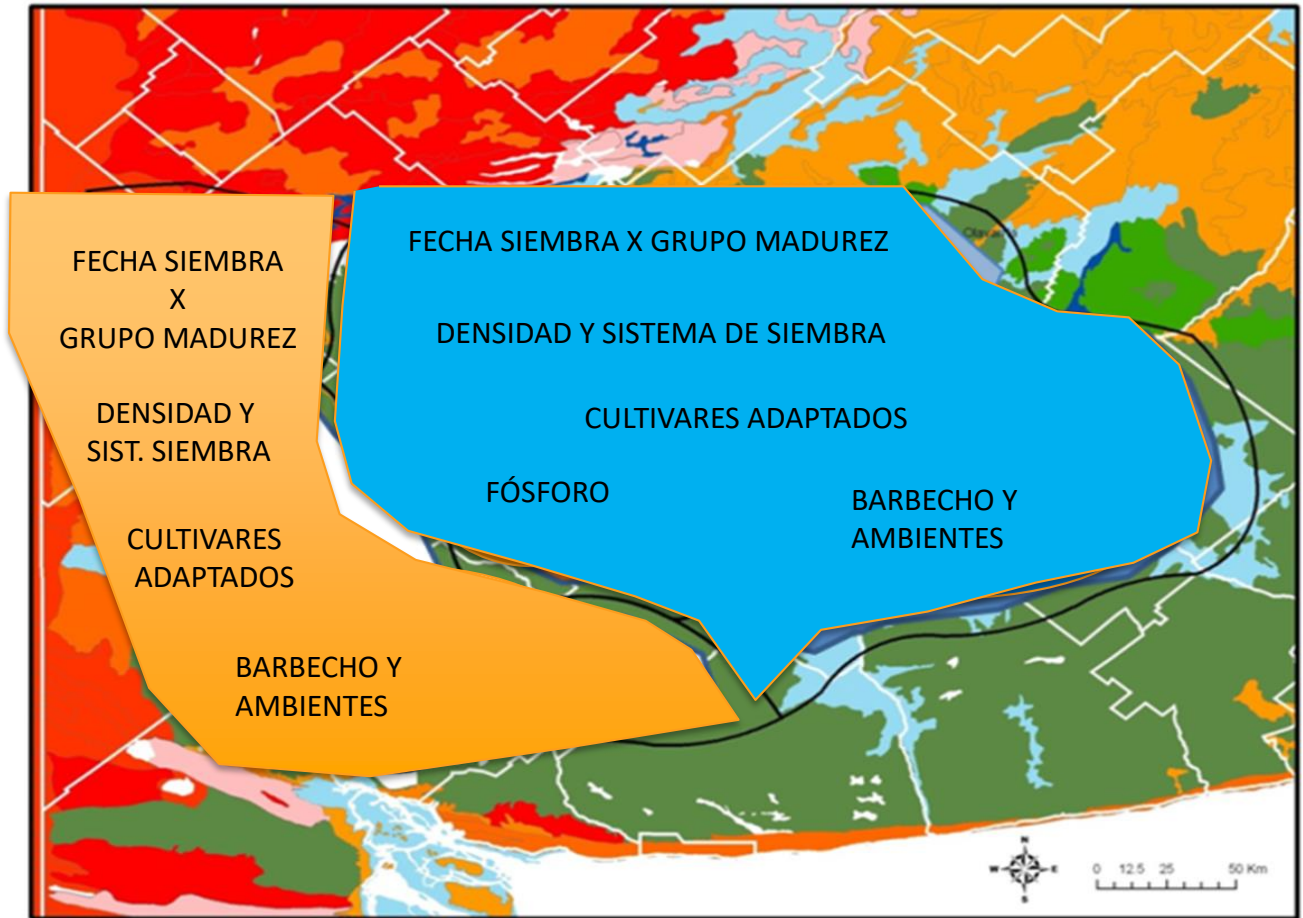 FECHA SIEMBRA
X
GRUPO MADUREZ
DENSIDAD Y
SIST. SIEMBRA
CULTIVARES
ADAPTADOS
BARBECHO Y
AMBIENTES
FECHA SIEMBRA X GRUPO MADUREZ
DENSIDAD Y SISTEMA DE SIEMBRA
CULTIVARES ADAPTADOS
FÓSFORO
BARBECHO Y
AMBIENTES
N
W E
S
0 12.5 25 50 Km